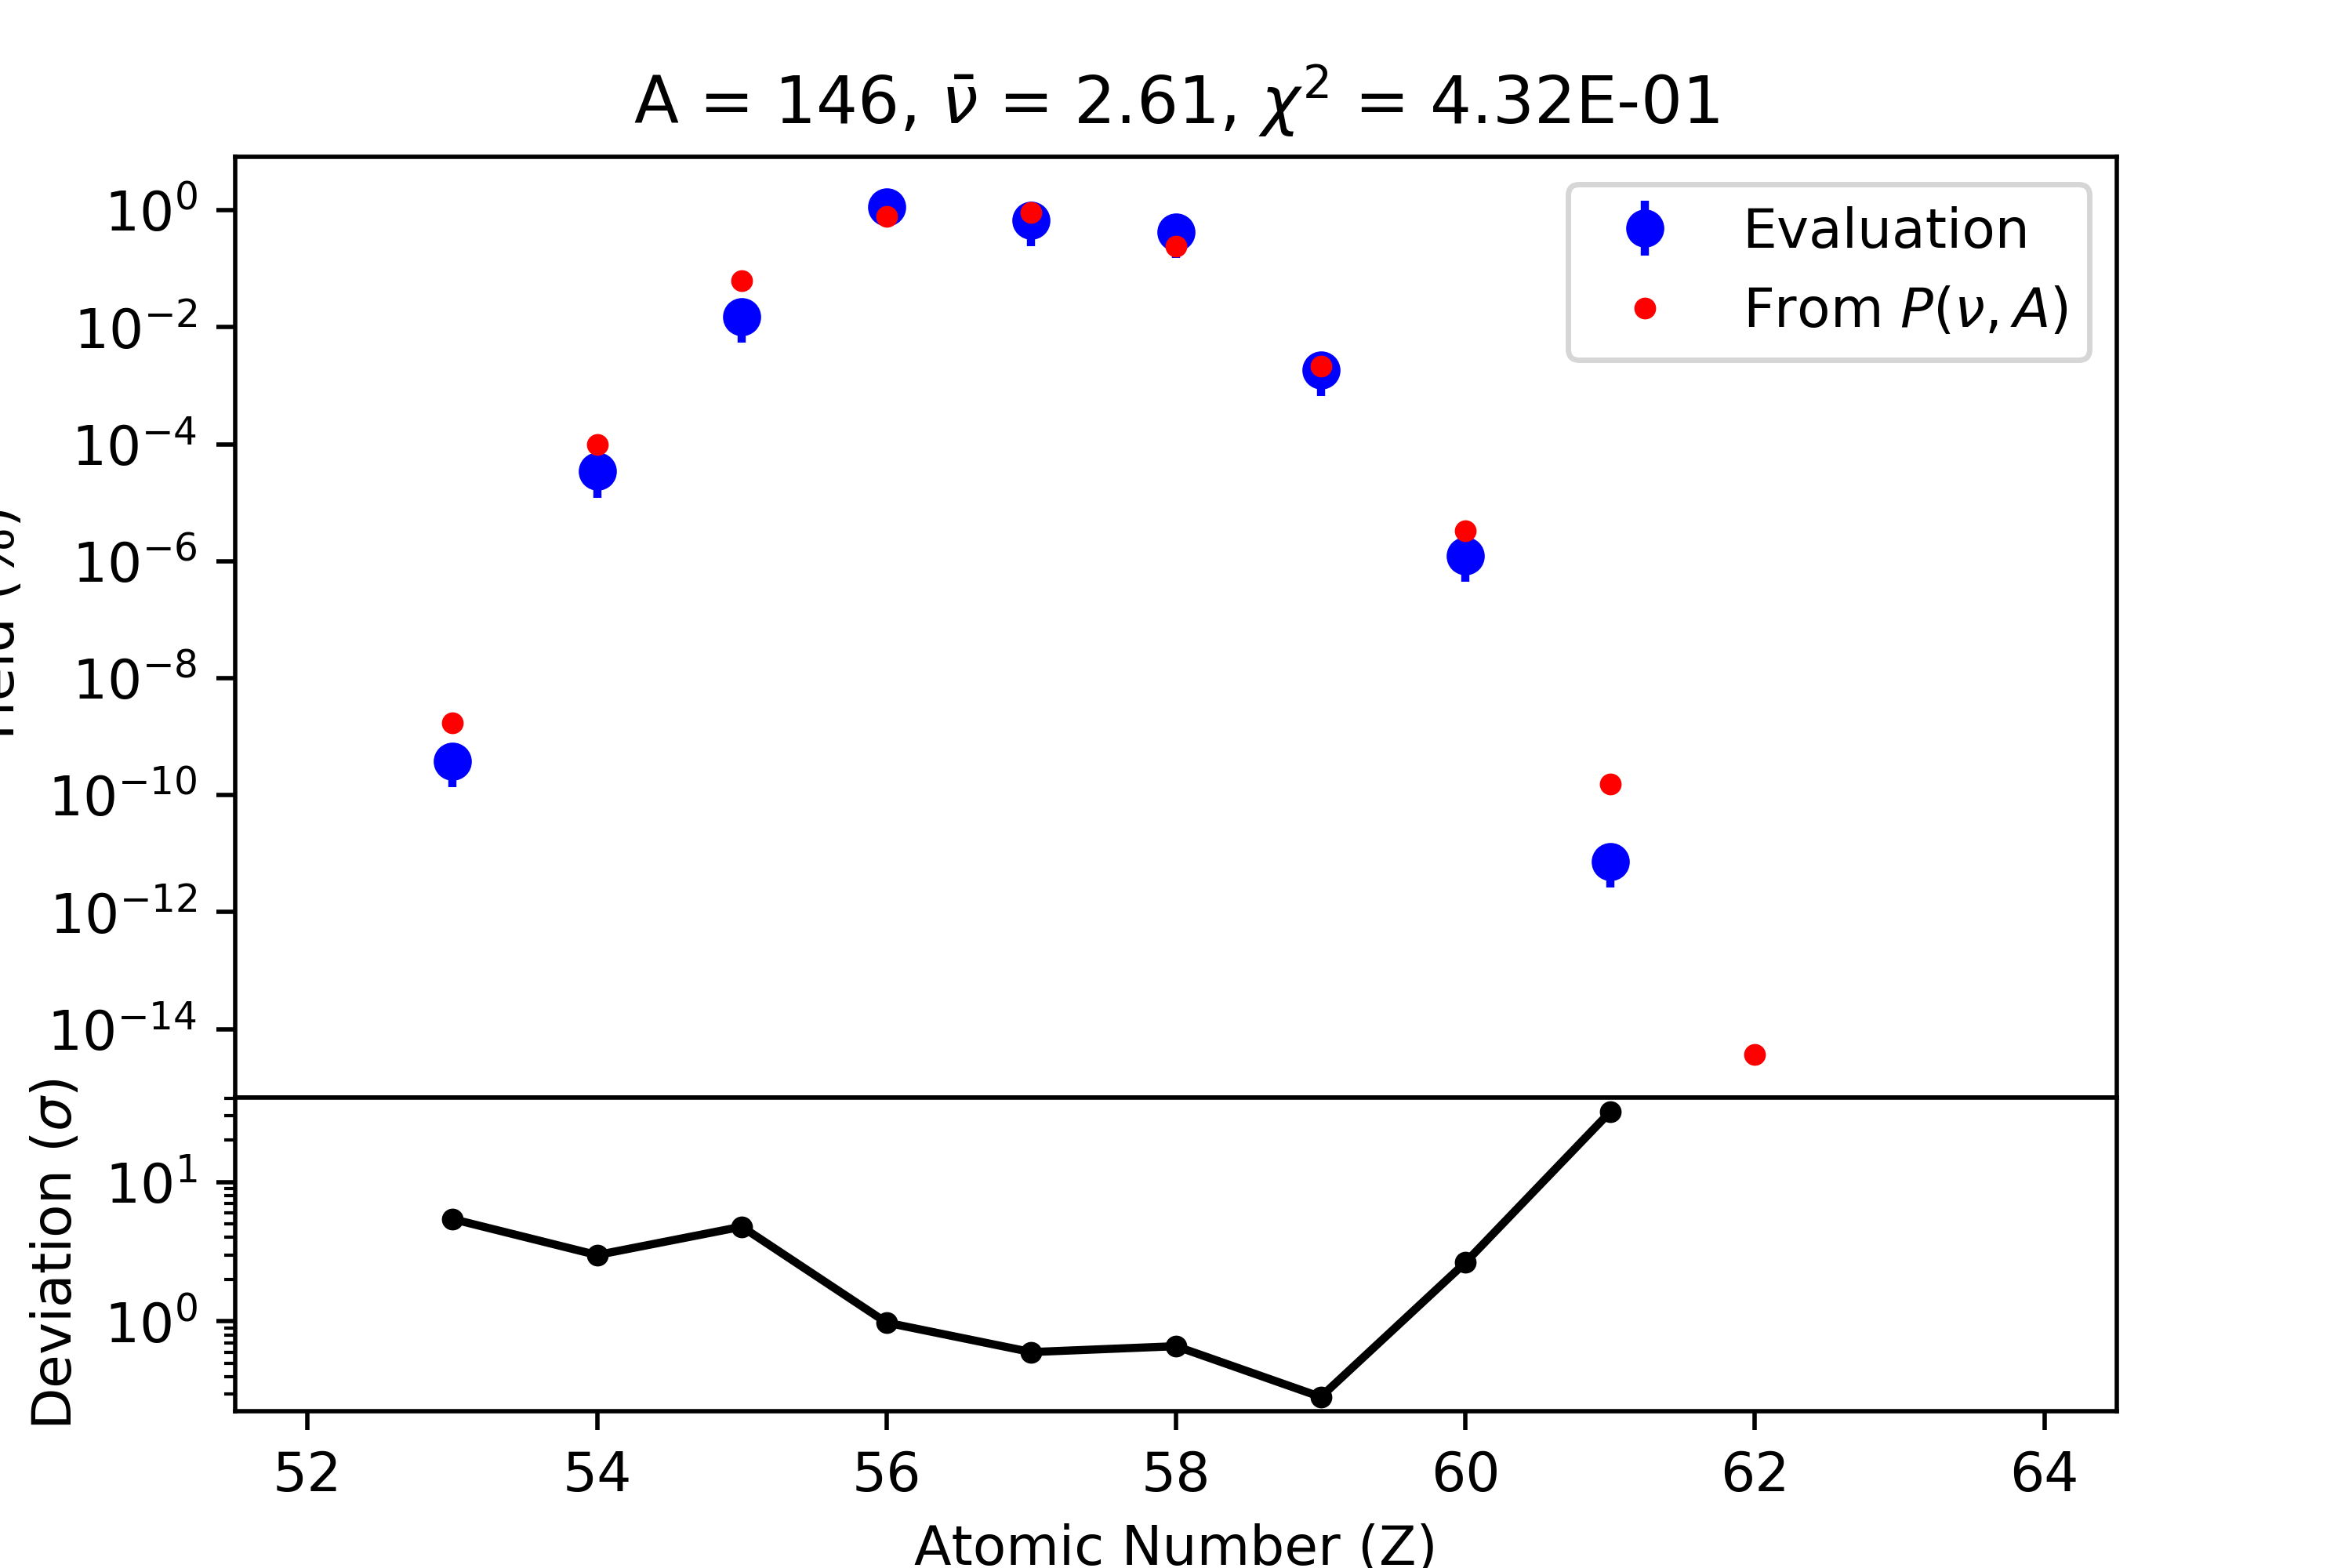 A = 146, ν̄ = 2.61, χ² = 4.32E-01
Evaluation
From P(ν, A)
10⁰
10⁻²
10⁻⁴
10⁻⁶
10⁻⁸
10⁻¹⁰
10⁻¹²
10⁻¹⁴
(%)
Deviation (σ)
10¹
10⁰
52 54 56 58 60 62 64
Atomic Number (Z)